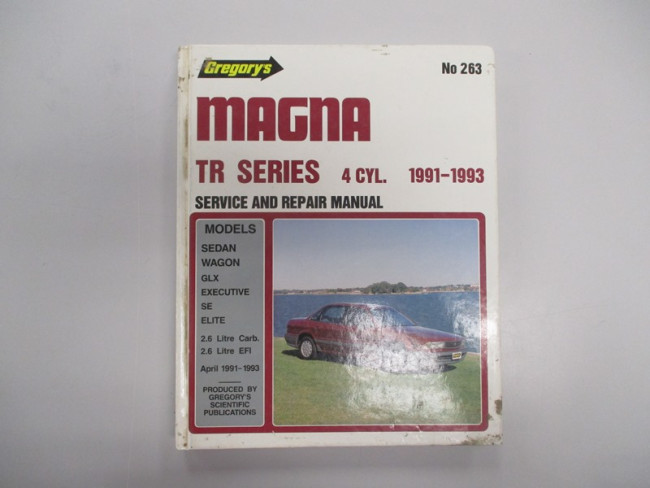 Gregory's
No 263
MAGNA
TR SERIES 4 CYL. 1991-1993
SERVICE AND REPAIR MANUAL
MODELS
SEDAN
WAGON
GLX
EXECUTIVE
SE
ELITE
2.6 Litre Carb.
2.6 Litre EFI
April 1991-1993
PRODUCED BY
GREGORY'S
SCIENTIFIC
PUBLICATIONS